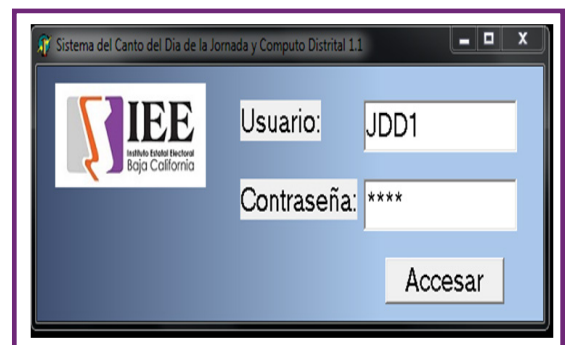 Sistema del Canto del Dia de la Jornada y Computo Distrital 1.1
IEE
Instituto Estatal Electoral
Baja California
Usuario:
JDD1
Contraseña:
****
Accesar